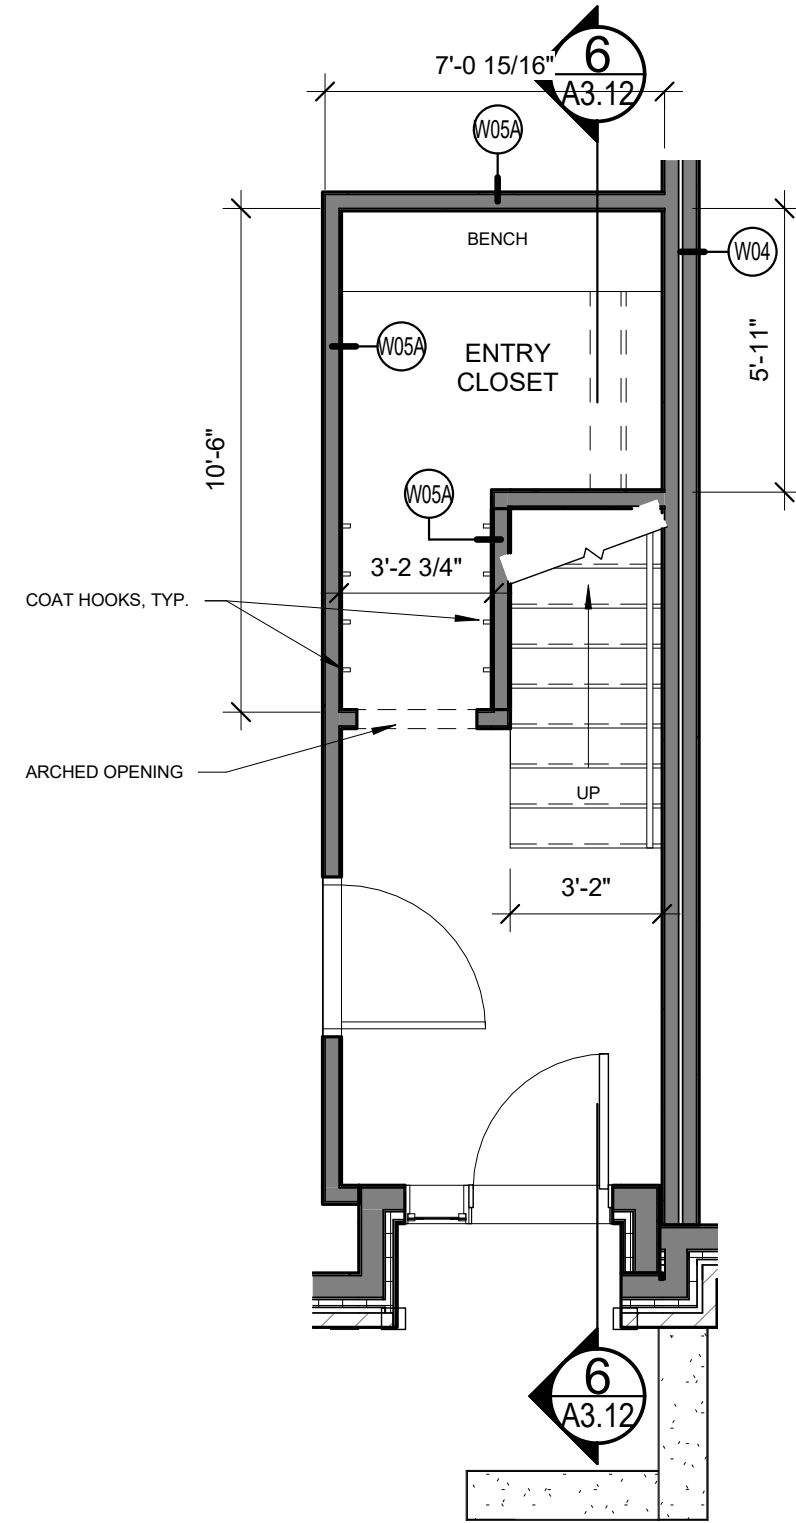 7'-0 15/16"
6
A3.12
W05A
BENCH
W04
W05A
ENTRY
CLOSET
5'-11"
10'-6"
W05A
3'-2 3/4"
COAT HOOKS, TYP.
ARCHED OPENING
UP
3'-2"
6
A3.12